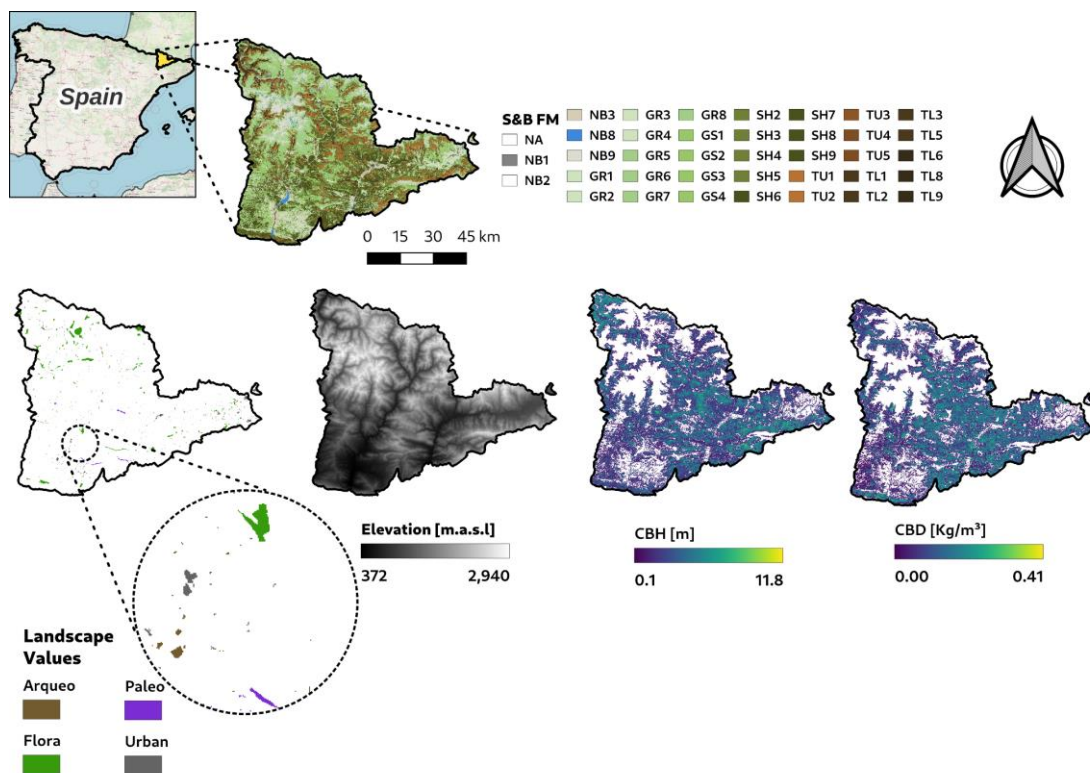 Spain
S&B FM
NA
NB1
NB2
NB3 GR3 GR8 SH2 SH7 TU3 TL3
NB8 GR4 GS1 SH3 SH8 TU4 TL5
NB9 GR5 GS2 SH4 SH9 TU5 TL6
GR1 GR6 GS3 SH5 TU1 TL1 TL8
GR2 GR7 GS4 SH6 TU2 TL2 TL9
0 15 30 45 km
Elevation [m.a.s.l]
372 2,940
CBH [m]
0.1 11.8
CBD [Kg/m³]
0.00 0.41
Landscape
Values
Arqueo Paleo
Flora Urban